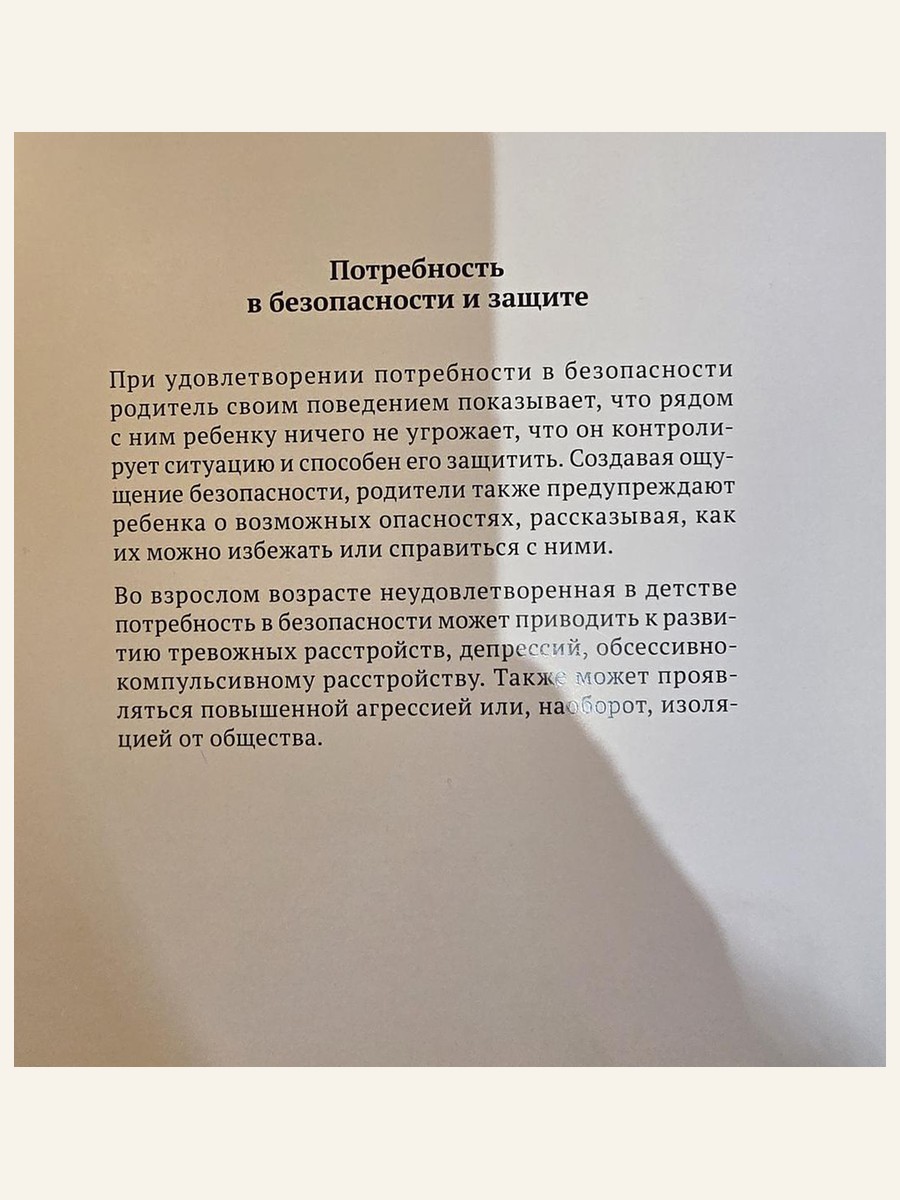 Потребность
в безопасности и защите
При удовлетворении потребности в безопасности
родитель своим поведением показывает, что рядом
с ним ребенку ничего не угрожает, что он контроли-
рует ситуацию и способен его защитить. Создавая ощу-
щение безопасности, родители также предупреждают
ребенка о возможных опасностях, рассказывая, как
их можно избежать или справиться с ними.
Во взрослом возрасте неудовлетворенная в детстве
потребность в безопасности может приводить к разви-
тию тревожных расстройств, депрессий, обсессивно-
компульсивному расстройству. Также может прояв-
ляться повышенной агрессией или, наоборот, изоля-
цией от общества.